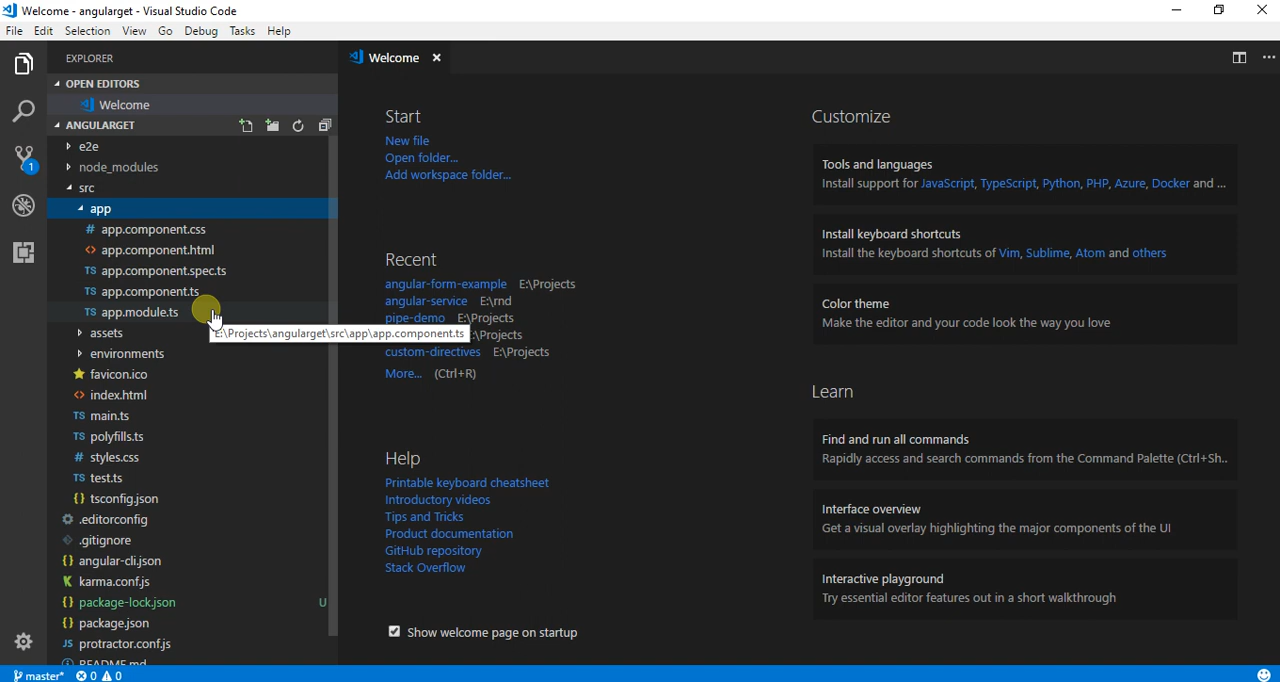 Welcome - angularget - Visual Studio Code
File Edit Selection View Go Debug Tasks Help
EXPLORER
OPEN EDITORS
Welcome
ANGULARGET
e2e
node_modules
src
app
# app.component.css
<> app.component.html
TS app.component.spec.ts
TS app.component.ts
TS app.module.ts
E:\Projects\angularget\src\app\app.component.ts
assets
environments
favicon.ico
<> index.html
TS main.ts
TS polyfills.ts
# styles.css
TS test.ts
{} tsconfig.json
.editorconfig
.gitignore
{} angular-cli.json
K karma.conf.js
{} package-lock.json U
{} package.json
JS protractor.conf.js
README.md
1
Welcome
Start
New file
Open folder...
Add workspace folder...
Recent
angular-form-example E:\Projects
angular-service E:\rnd
pipe-demo E:\Projects
:\Projects
custom-directives E:\Projects
More... (Ctrl+R)
Help
Printable keyboard cheatsheet
Introductory videos
Tips and Tricks
Product documentation
GitHub repository
Stack Overflow
Show welcome page on startup
Customize
Tools and languages
Install support for JavaScript, TypeScript, Python, PHP, Azure, Docker and ...
Install keyboard shortcuts
Install the keyboard shortcuts of Vim, Sublime, Atom and others
Color theme
Make the editor and your code look the way you love
Learn
Find and run all commands
Rapidly access and search commands from the Command Palette (Ctrl+Sh..
Interface overview
Get a visual overlay highlighting the major components of the UI
Interactive playground
Try essential editor features out in a short walkthrough
master* 0 0